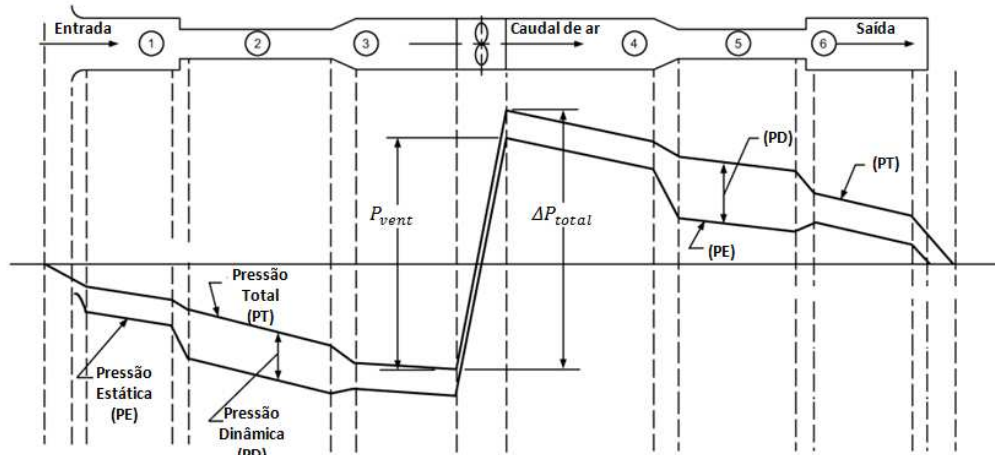 Entrada
1
2
3
Caudal de ar
4
5
6
Saída
(PD)
(PT)
P_vent
ΔP_total
(PE)
Pressão
Total
(PT)
Pressão
Estática
(PE)
Pressão
Dinâmica
(PD)